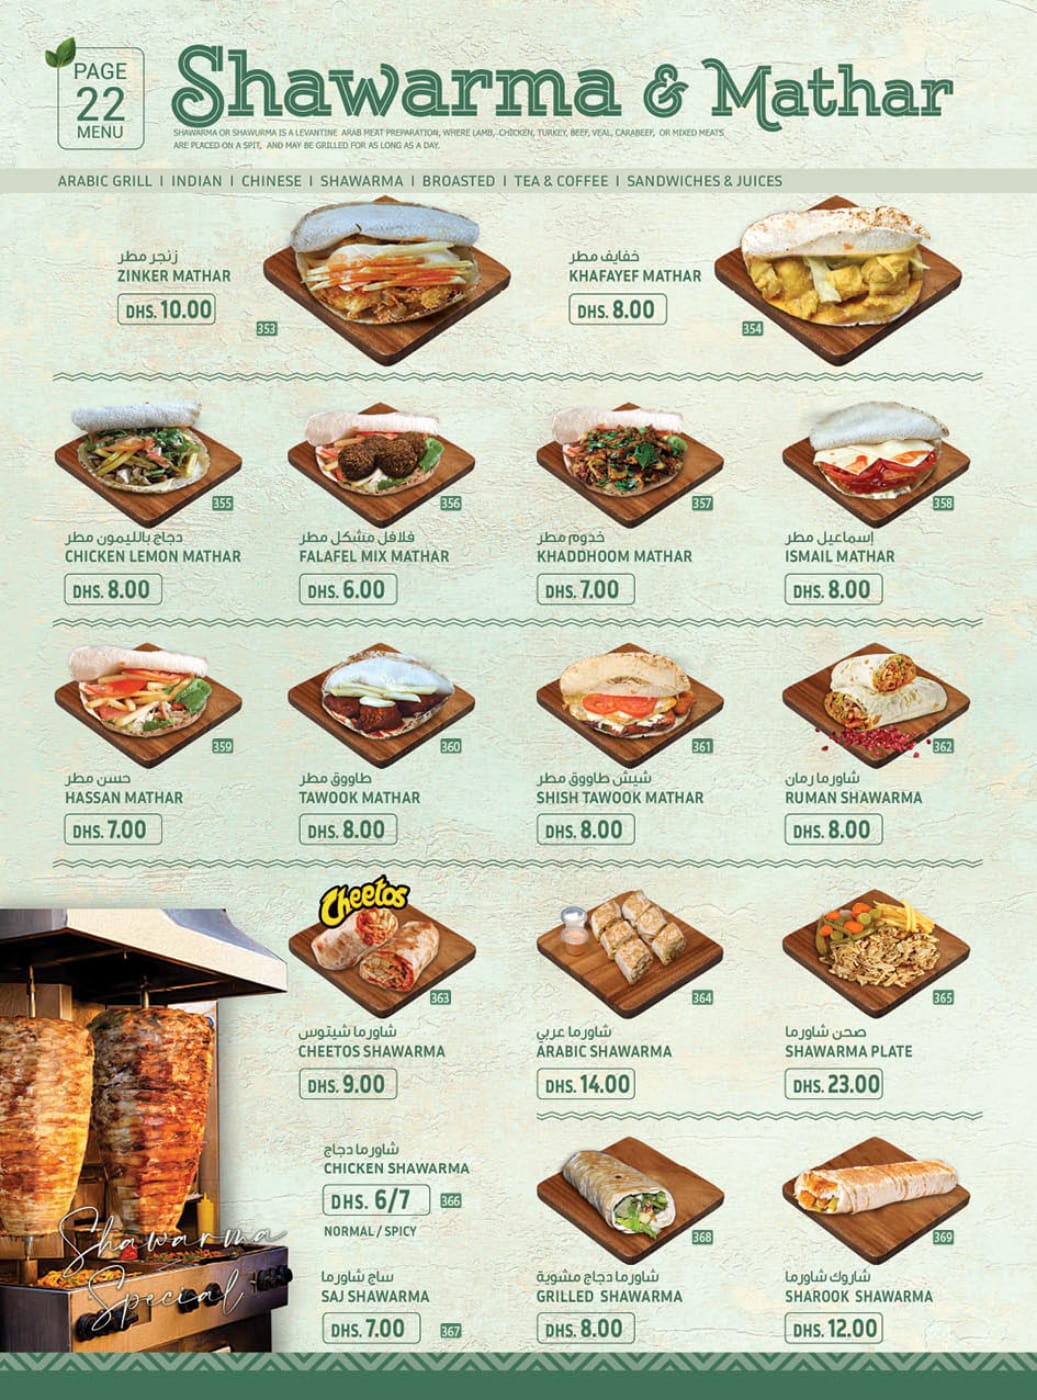 PAGE
22
MENU
Shawarma & Mathar
SHAWARMA OR SHAWURMA IS A LEVANTINE ARAB MEAT PREPARATION, WHERE LAMB, CHICKEN, TURKEY, BEEF, VEAL, CARABEEF, OR MIXED MEATS
ARE PLACED ON A SPIT, AND MAY BE GRILLED FOR AS LONG AS A DAY.
ARABIC GRILL I INDIAN I CHINESE I SHAWARMA I BROASTED I TEA & COFFEE I SANDWICHES & JUICES
زنجر مطر
ZINKER MATHAR
DHS. 10.00
353
خفايف مطر
KHAFAYEF MATHAR
DHS. 8.00
354
355
دجاج بالليمون مطر
CHICKEN LEMON MATHAR
DHS. 8.00
356
فلافل مشكل مطر
FALAFEL MIX MATHAR
DHS. 6.00
357
خدوم مطر
KHADDHOOM MATHAR
DHS. 7.00
358
إسماعيل مطر
ISMAIL MATHAR
DHS. 8.00
359
حسن مطر
HASSAN MATHAR
DHS. 7.00
360
طاووق مطر
TAWOOK MATHAR
DHS. 8.00
361
شيش طاووق مطر
SHISH TAWOOK MATHAR
DHS. 8.00
362
شاورما رمان
RUMAN SHAWARMA
DHS. 8.00
Cheetos
363
شاورما شيتوس
CHEETOS SHAWARMA
DHS. 9.00
364
شاورما عربي
ARABIC SHAWARMA
DHS. 14.00
365
صحن شاورما
SHAWARMA PLATE
DHS. 23.00
Shawarma
Special
شاورما دجاج
CHICKEN SHAWARMA
DHS. 6/7
366
NORMAL / SPICY
ساج شاورما
SAJ SHAWARMA
DHS. 7.00
367
368
شاورما دجاج مشوية
GRILLED SHAWARMA
DHS. 8.00
369
شاروك شاورما
SHAROOK SHAWARMA
DHS. 12.00